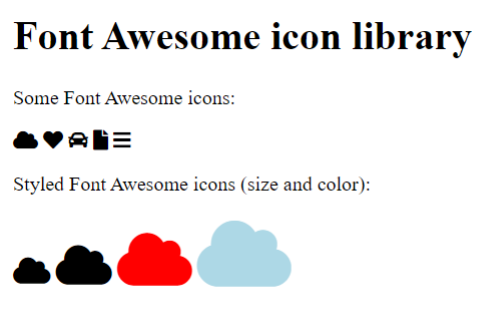 Font Awesome icon library
Some Font Awesome icons:
Styled Font Awesome icons (size and color):